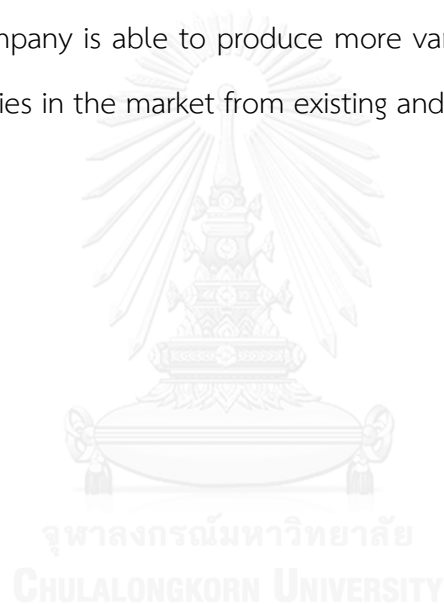 mpany is able to produce more var
ies in the market from existing and
จุฬาลงกรณ์มหาวิทยาลัย
CHULALONGKORN UNIVERSITY